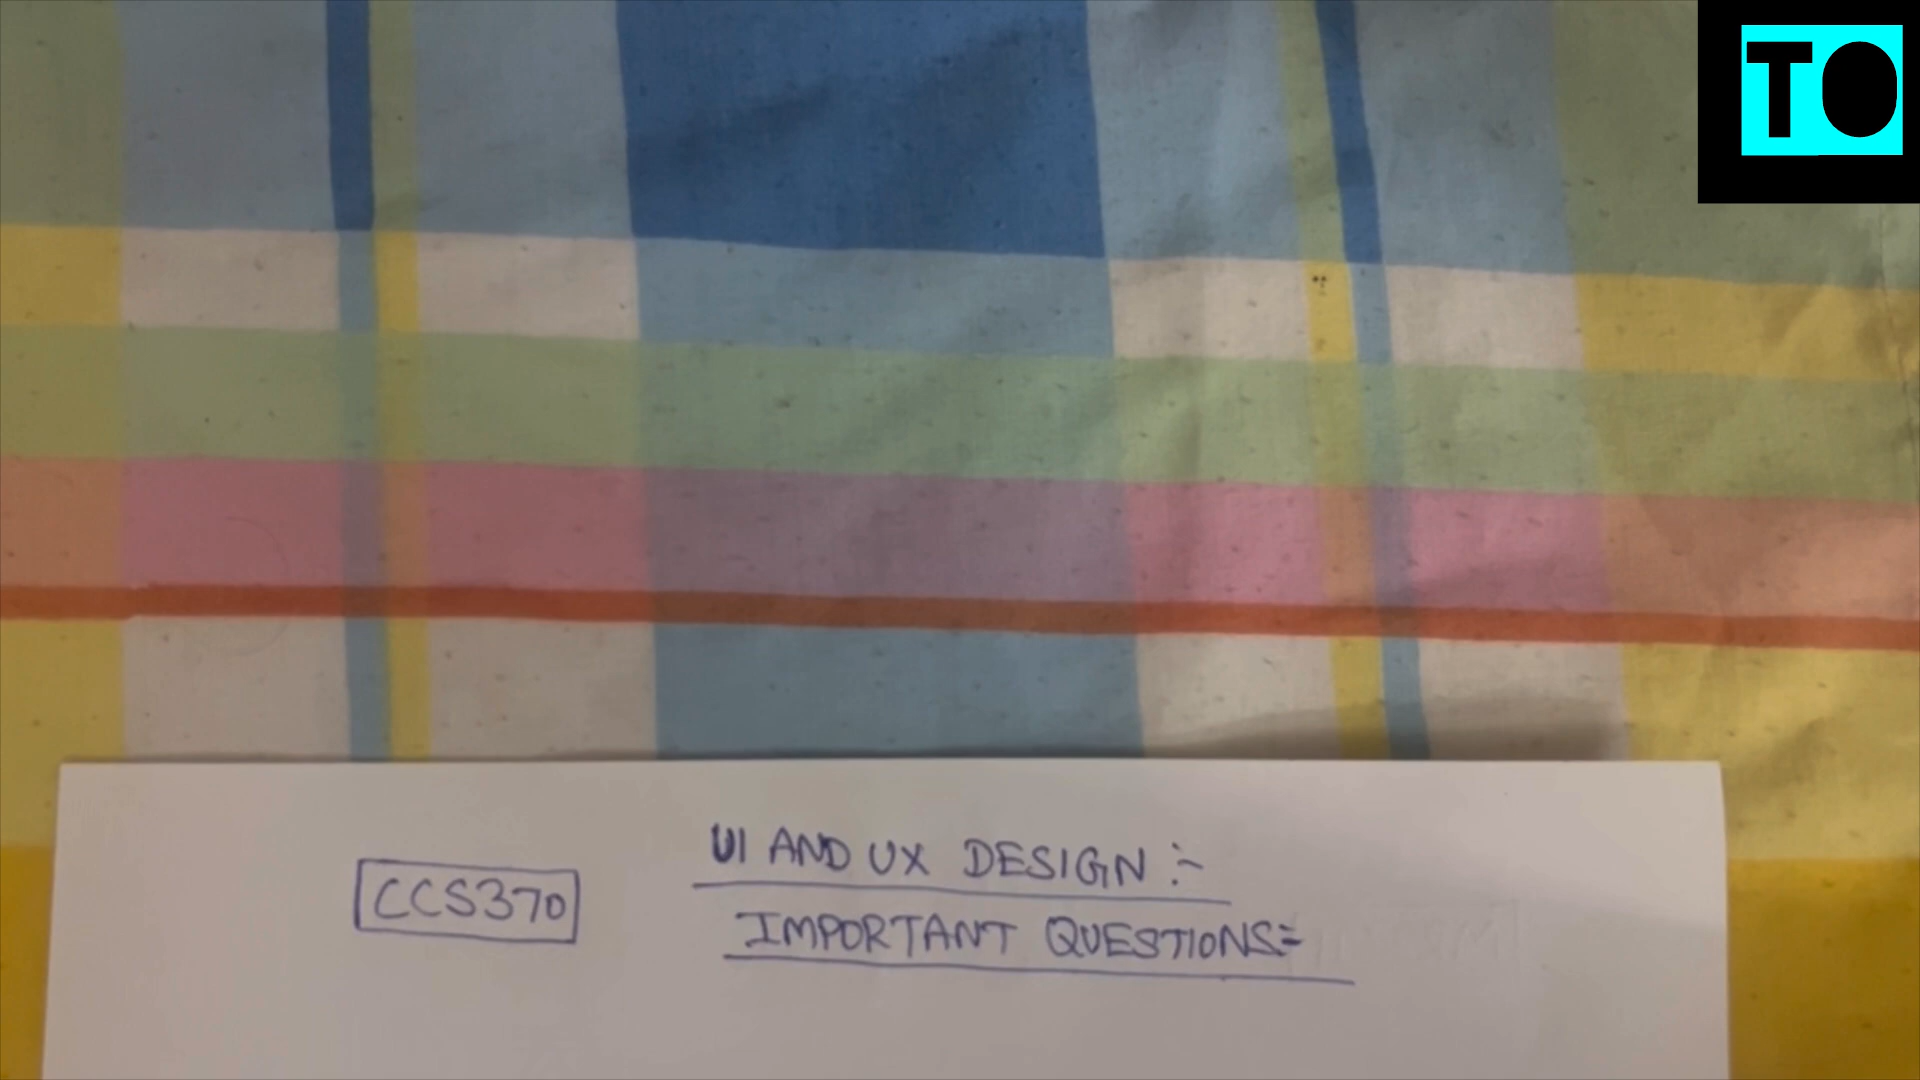 TO
UI AND UX DESIGN :-
CCS370
IMPORTANT QUESTIONS:-